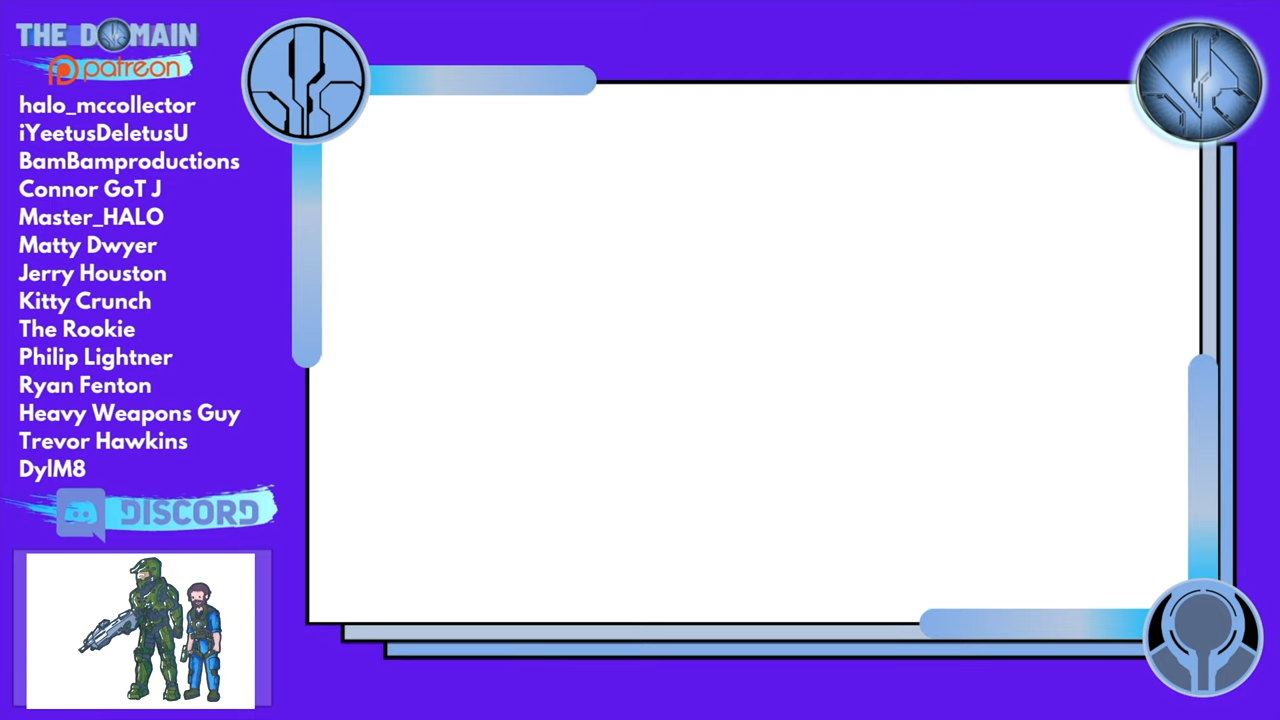 THE DOMAIN
patreon
halo_mccollector
iYeetusDeletusU
BamBamproductions
Connor GoT J
Master_HALO
Matty Dwyer
Jerry Houston
Kitty Crunch
The Rookie
Philip Lightner
Ryan Fenton
Heavy Weapons Guy
Trevor Hawkins
DylM8
DISCORD